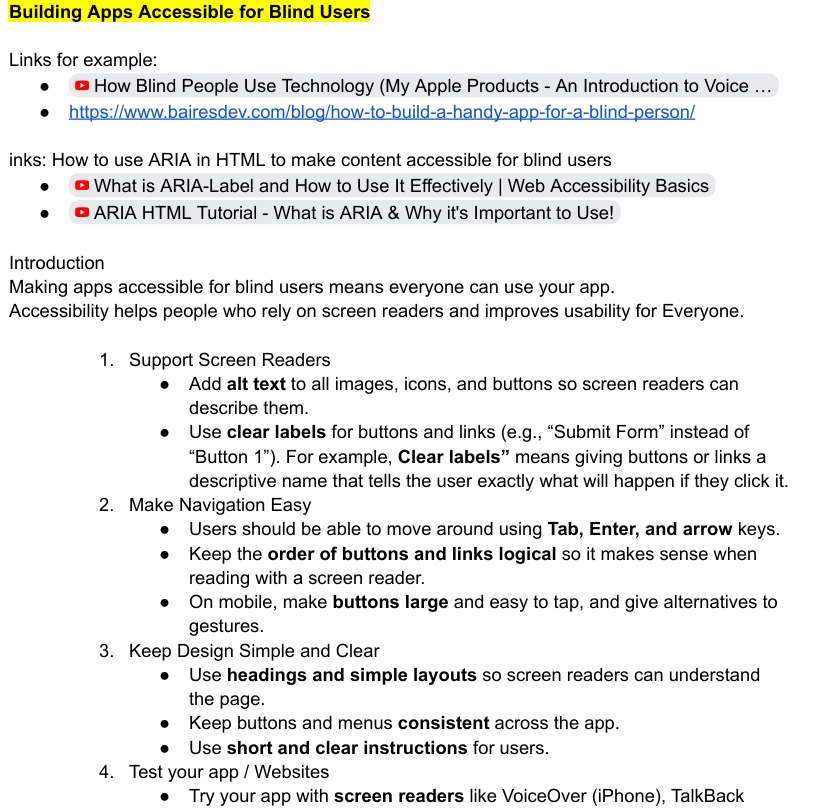 Building Apps Accessible for Blind Users
Links for example:
● How Blind People Use Technology (My Apple Products - An Introduction to Voice …
● https://www.bairesdev.com/blog/how-to-build-a-handy-app-for-a-blind-person/
inks: How to use ARIA in HTML to make content accessible for blind users
● What is ARIA-Label and How to Use It Effectively | Web Accessibility Basics
● ARIA HTML Tutorial - What is ARIA & Why it's Important to Use!
Introduction
Making apps accessible for blind users means everyone can use your app.
Accessibility helps people who rely on screen readers and improves usability for Everyone.
1. Support Screen Readers
● Add alt text to all images, icons, and buttons so screen readers can
describe them.
● Use clear labels for buttons and links (e.g., “Submit Form” instead of
“Button 1”). For example, Clear labels” means giving buttons or links a
descriptive name that tells the user exactly what will happen if they click it.
2. Make Navigation Easy
● Users should be able to move around using Tab, Enter, and arrow keys.
● Keep the order of buttons and links logical so it makes sense when
reading with a screen reader.
● On mobile, make buttons large and easy to tap, and give alternatives to
gestures.
3. Keep Design Simple and Clear
● Use headings and simple layouts so screen readers can understand
the page.
● Keep buttons and menus consistent across the app.
● Use short and clear instructions for users.
4. Test your app / Websites
● Try your app with screen readers like VoiceOver (iPhone), TalkBack